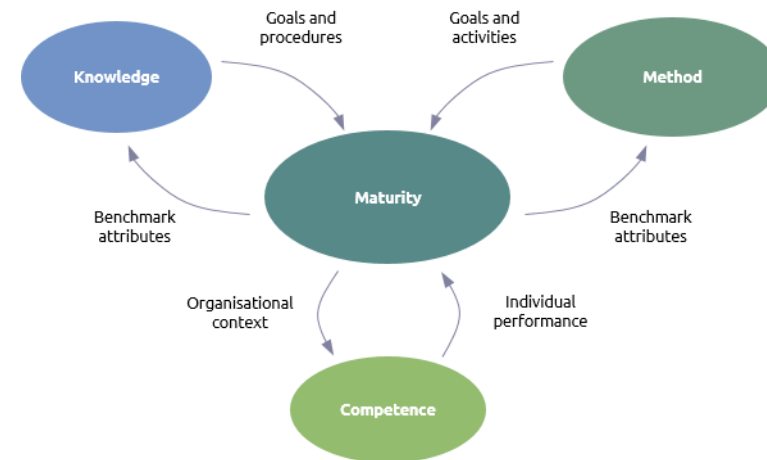 Goals and
procedures
Goals and
activities
Knowledge
Method
Maturity
Benchmark
attributes
Benchmark
attributes
Organisational
context
Individual
performance
Competence